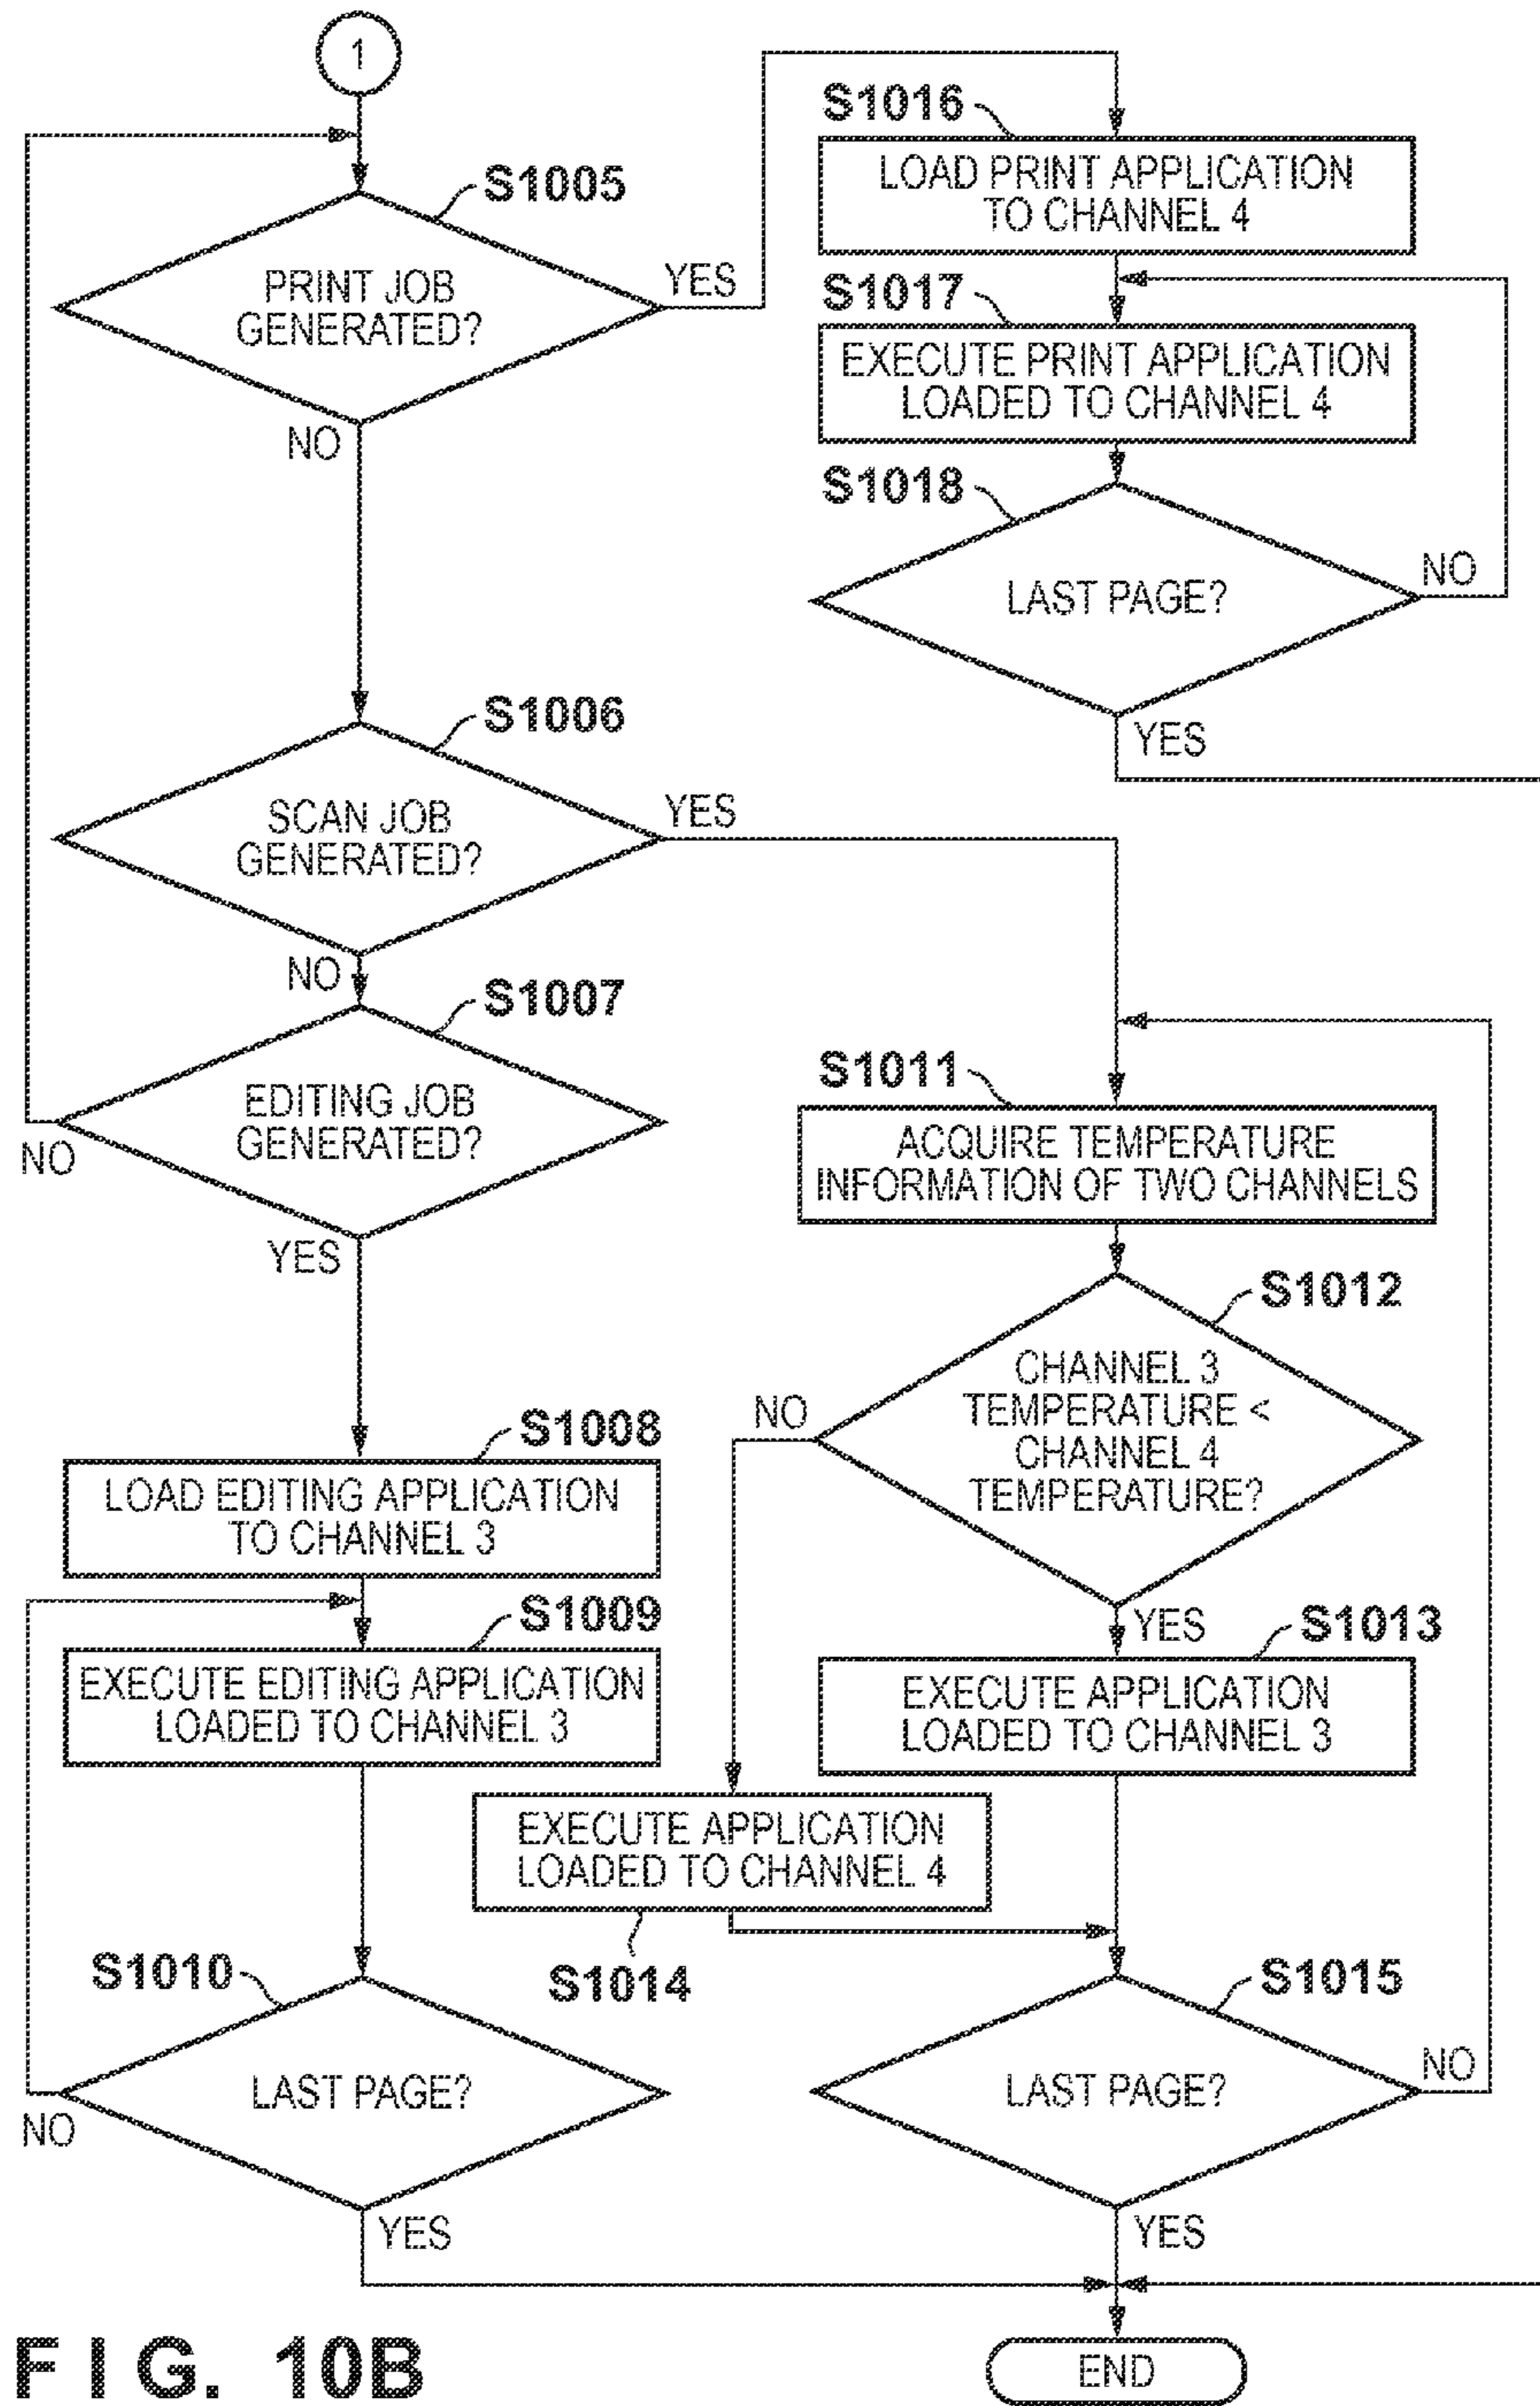 1
S1005
PRINT JOB
GENERATED?
YES
NO
S1016
LOAD PRINT APPLICATION
TO CHANNEL 4
S1017
EXECUTE PRINT APPLICATION
LOADED TO CHANNEL 4
S1018
LAST PAGE?
NO
YES
S1006
SCAN JOB
GENERATED?
YES
NO
S1007
EDITING JOB
GENERATED?
NO
YES
S1011
ACQUIRE TEMPERATURE
INFORMATION OF TWO CHANNELS
S1012
CHANNEL 3
TEMPERATURE <
CHANNEL 4
TEMPERATURE?
NO
YES
S1008
LOAD EDITING APPLICATION
TO CHANNEL 3
S1009
EXECUTE EDITING APPLICATION
LOADED TO CHANNEL 3
S1013
EXECUTE APPLICATION
LOADED TO CHANNEL 3
EXECUTE APPLICATION
LOADED TO CHANNEL 4
S1014
S1010
LAST PAGE?
NO
YES
S1015
LAST PAGE?
NO
YES
END
FIG. 10B